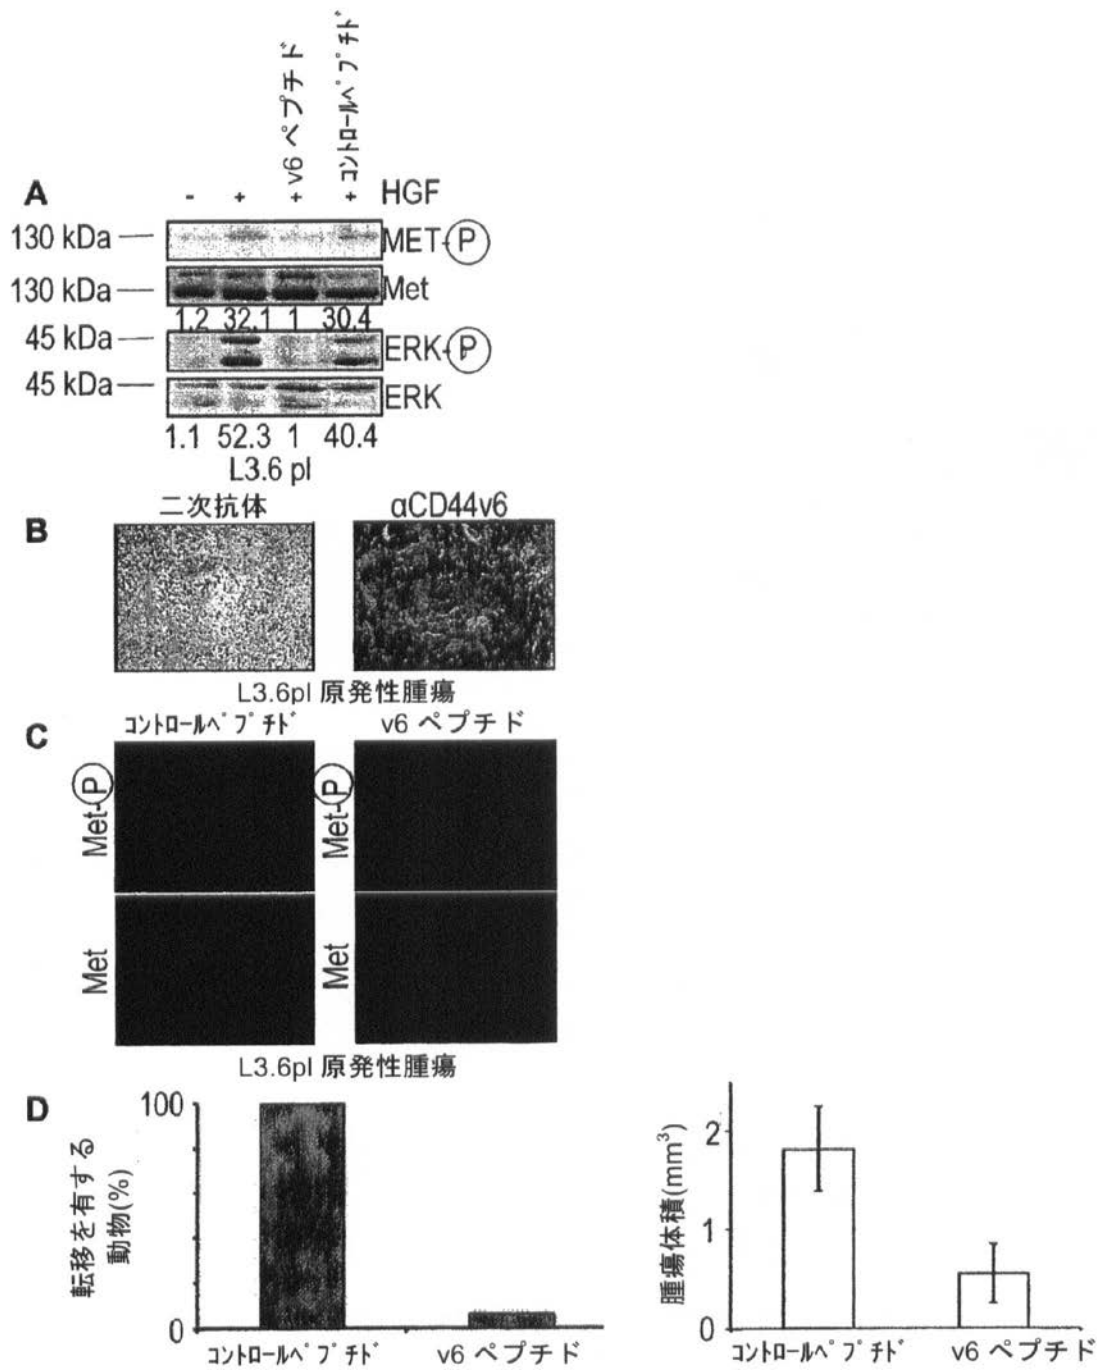 + v6 ペプチド
+ コントロールペプチド
A
- + HGF
130 kDa MET-P
130 kDa Met
1.2 32.1 1 30.4
45 kDa ERK-P
45 kDa ERK
1.1 52.3 1 40.4
L3.6 pl
二次抗体 αCD44v6
B
L3.6pl 原発性腫瘍
コントロールペプチド v6 ペプチド
C
Met-P Met-P
Met Met
L3.6pl 原発性腫瘍
D
転移を有する
動物(%)
100
0
コントロールペプチド v6 ペプチド
腫瘍体積(mm³)
2
1
0
コントロールペプチド v6 ペプチド